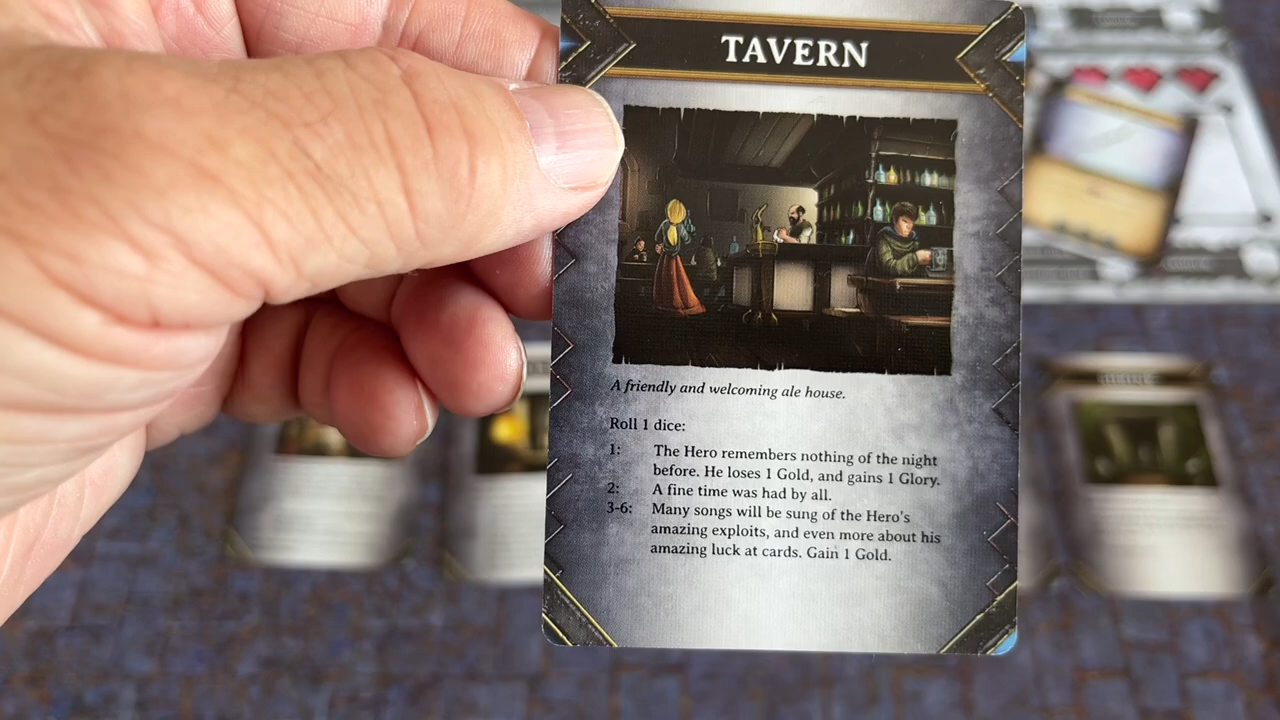 TAVERN
A friendly and welcoming ale house.
Roll 1 dice:
1: The Hero remembers nothing of the night
before. He loses 1 Gold, and gains 1 Glory.
2: A fine time was had by all.
3-6: Many songs will be sung of the Hero's
amazing exploits, and even more about his
amazing luck at cards. Gain 1 Gold.